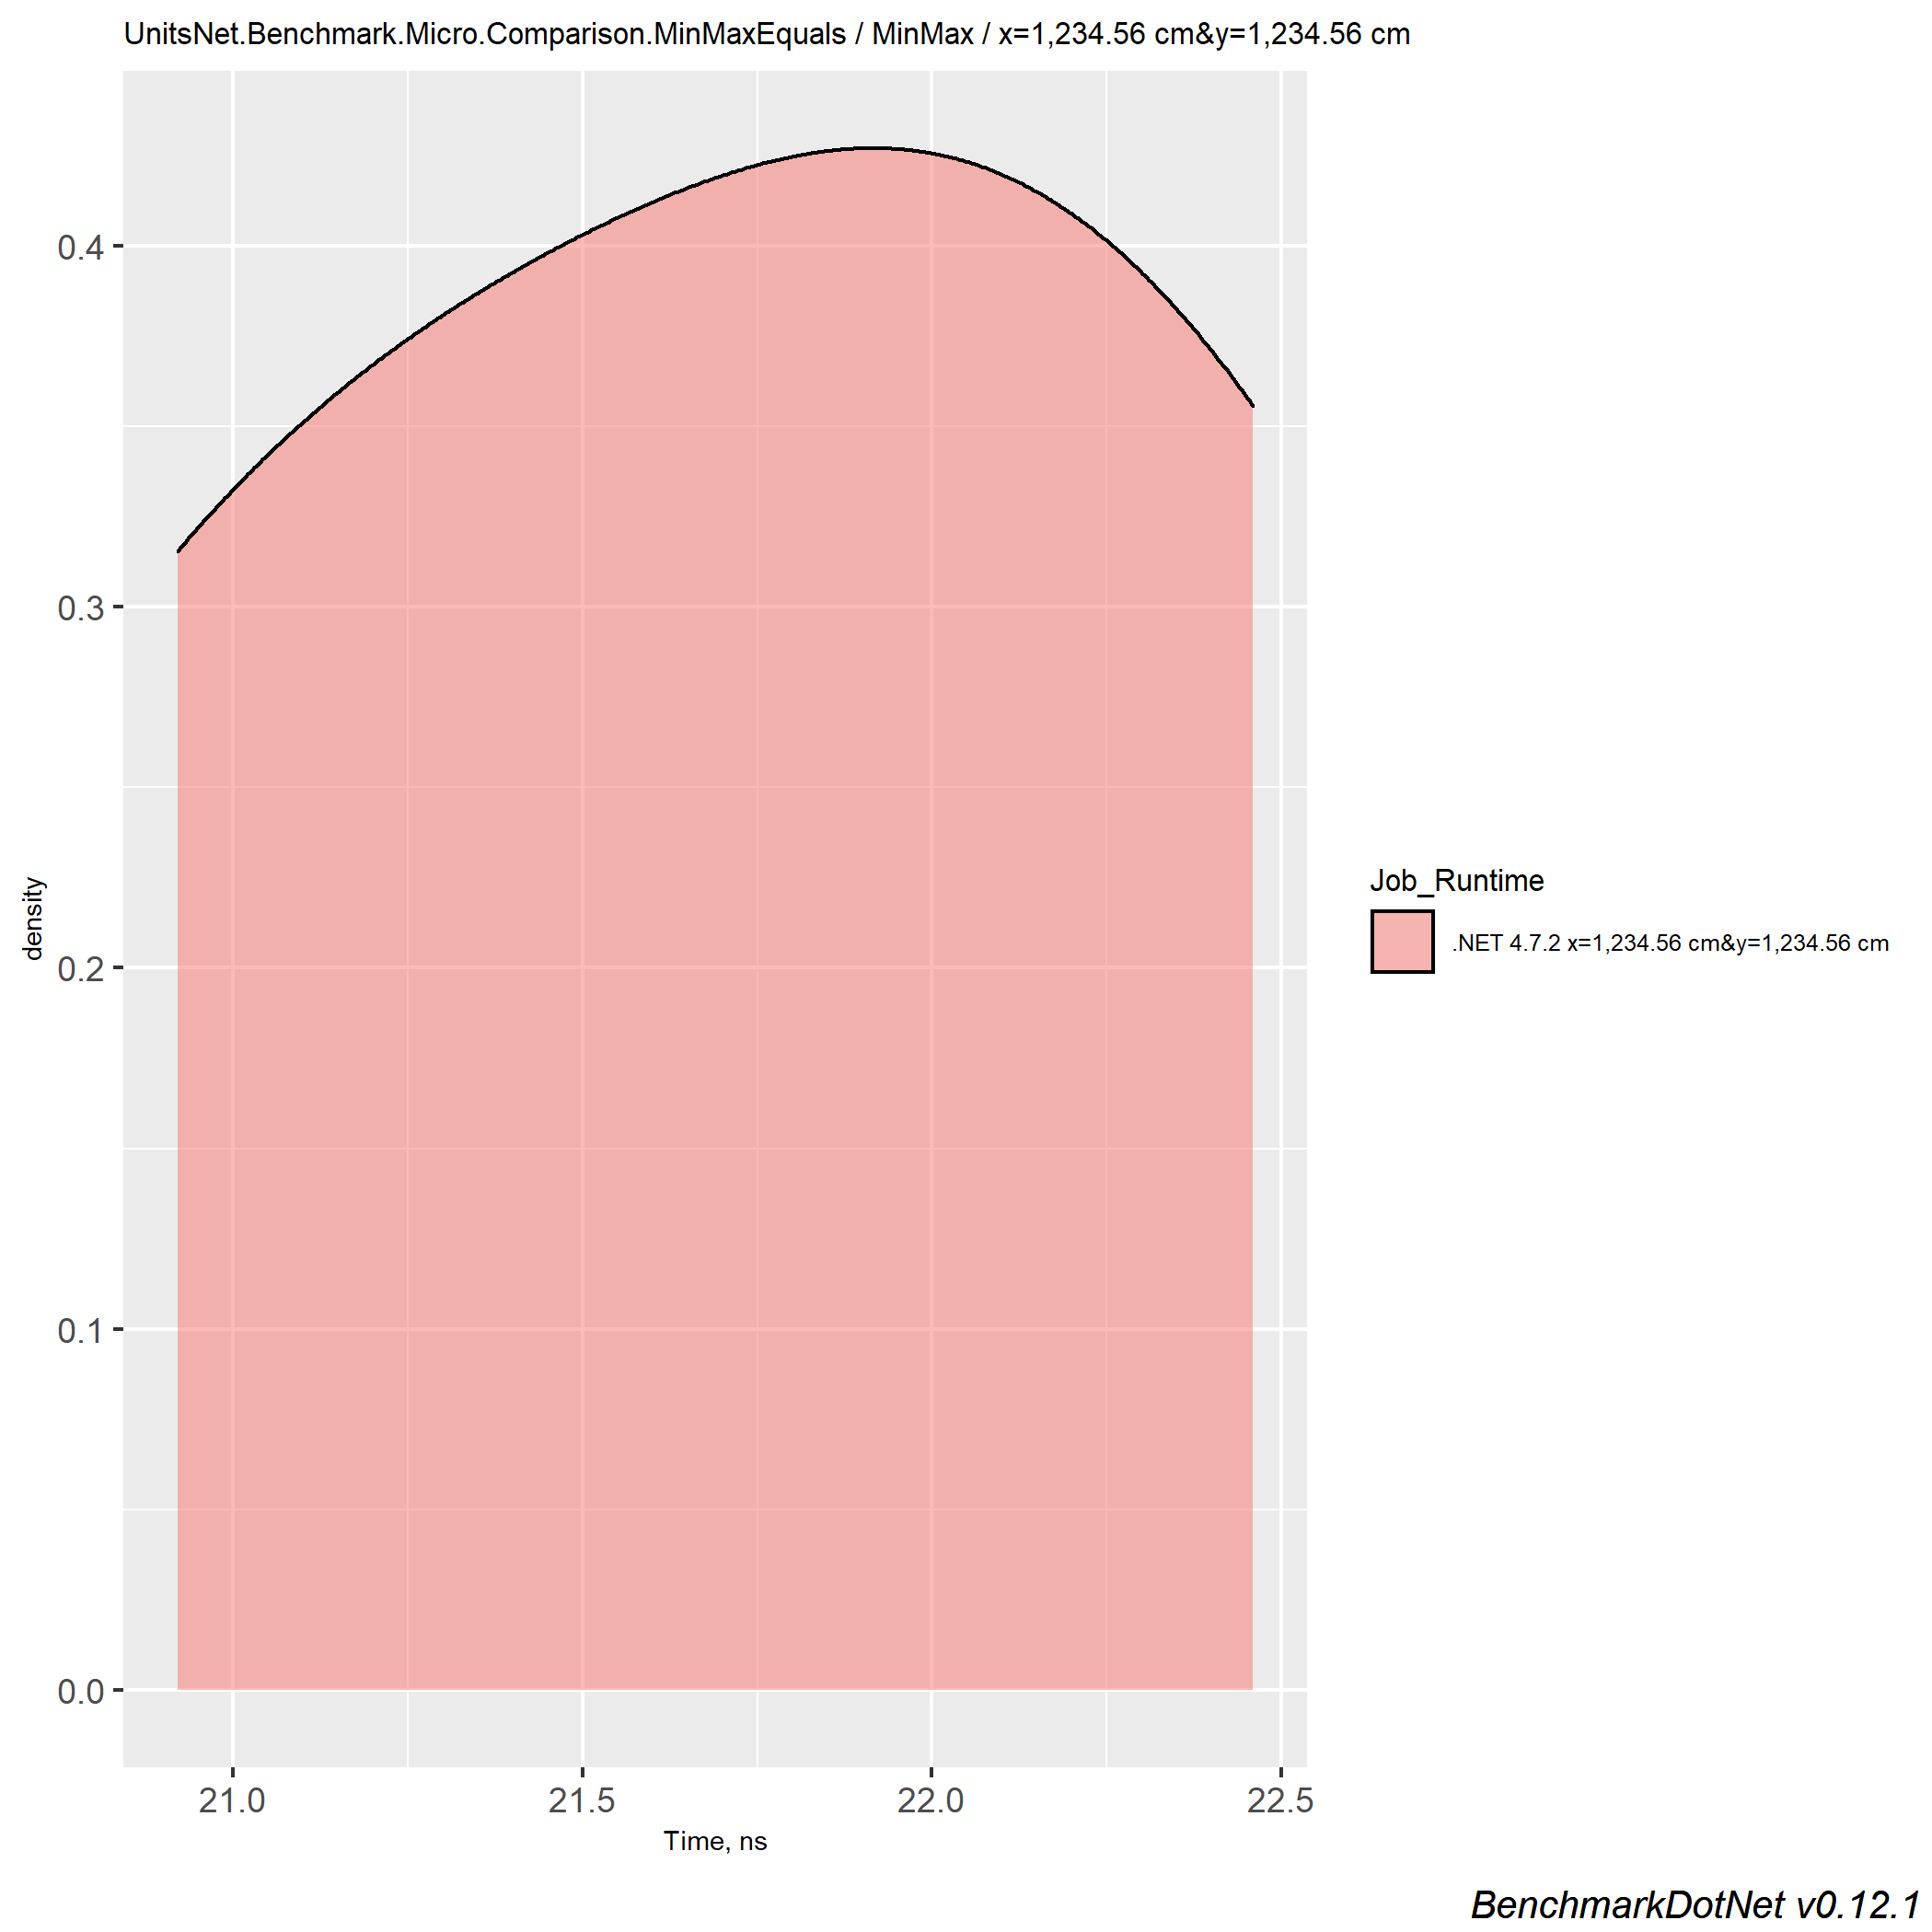 UnitsNet.Benchmark.Micro.Comparison.MinMaxEquals / MinMax / x=1,234.56 cm&y=1,234.56 cm
0.4
0.3
0.2
0.1
0.0
density
21.0 21.5 22.0 22.5
Time, ns
Job_Runtime
.NET 4.7.2 x=1,234.56 cm&y=1,234.56 cm
BenchmarkDotNet v0.12.1